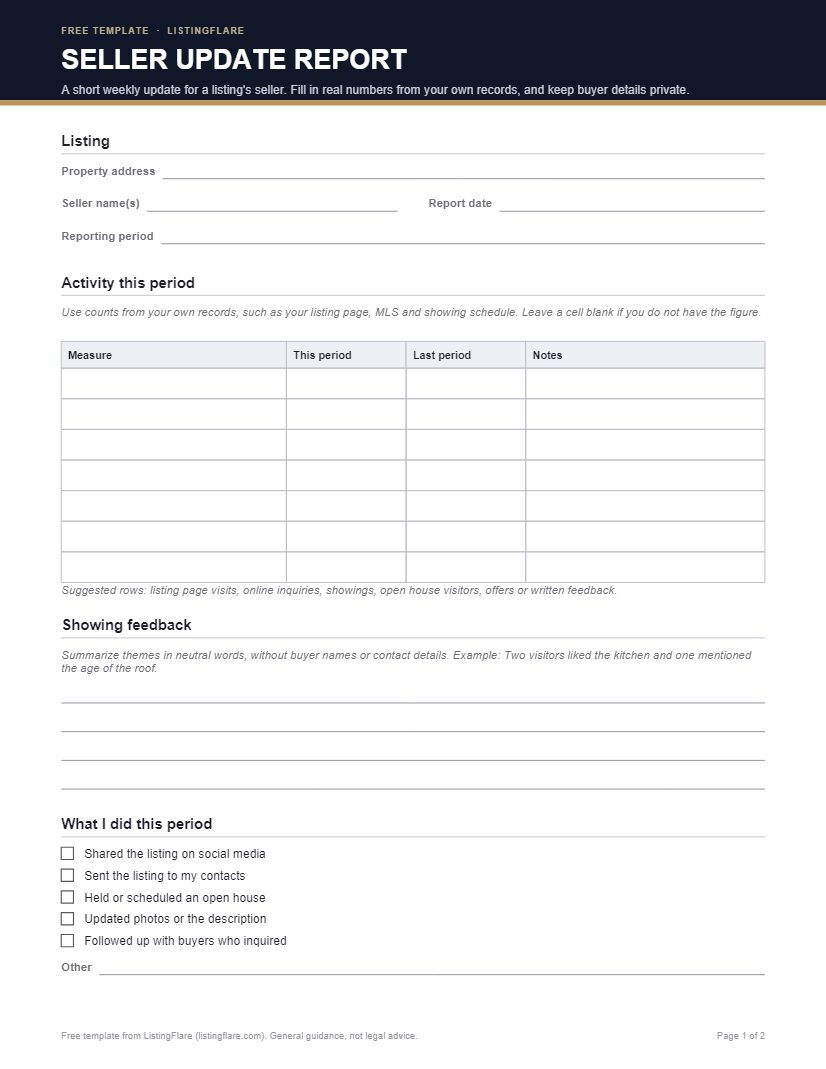 FREE TEMPLATE · LISTINGFLARE
SELLER UPDATE REPORT
A short weekly update for a listing's seller. Fill in real numbers from your own records, and keep buyer details private.
Listing
Property address
Seller name(s) Report date
Reporting period
Activity this period
Use counts from your own records, such as your listing page, MLS and showing schedule. Leave a cell blank if you do not have the figure.
Measure This period Last period Notes
Suggested rows: listing page visits, online inquiries, showings, open house visitors, offers or written feedback.
Showing feedback
Summarize themes in neutral words, without buyer names or contact details. Example: Two visitors liked the kitchen and one mentioned
the age of the roof.
What I did this period
Shared the listing on social media
Sent the listing to my contacts
Held or scheduled an open house
Updated photos or the description
Followed up with buyers who inquired
Other
Free template from ListingFlare (listingflare.com). General guidance, not legal advice. Page 1 of 2